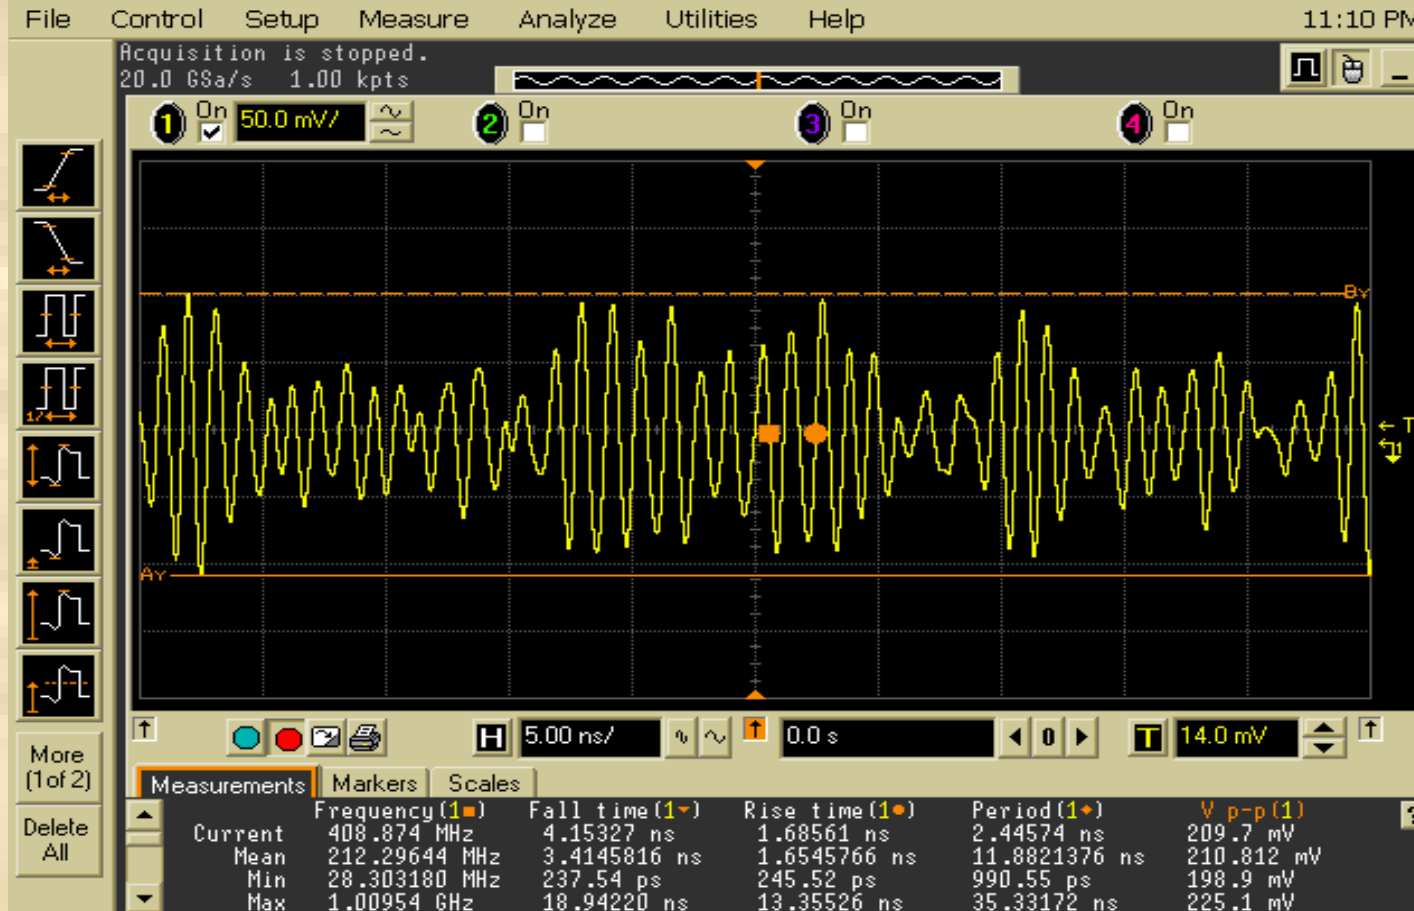 File Control Setup Measure Analyze Utilities Help 11:10 PM
Acquisition is stopped.
20.0 GSa/s 1.00 kpts
1 On 50.0 mV/ 2 On 3 On 4 On
By
T
Ay
More
(1of 2)
Delete
All
H 5.00 ns/ 0.0 s 0 T 14.0 mV
Measurements Markers Scales
Frequency(1) Fall time(1) Rise time(1) Period(1) V p-p(1)
Current 408.874 MHz 4.15327 ns 1.68561 ns 2.44574 ns 209.7 mV
Mean 212.29644 MHz 3.4145816 ns 1.6545766 ns 11.8821376 ns 210.812 mV
Min 28.303180 MHz 237.54 ps 245.52 ps 990.55 ps 198.9 mV
Max 1.00954 GHz 18.94220 ns 13.35526 ns 35.33172 ns 225.1 mV